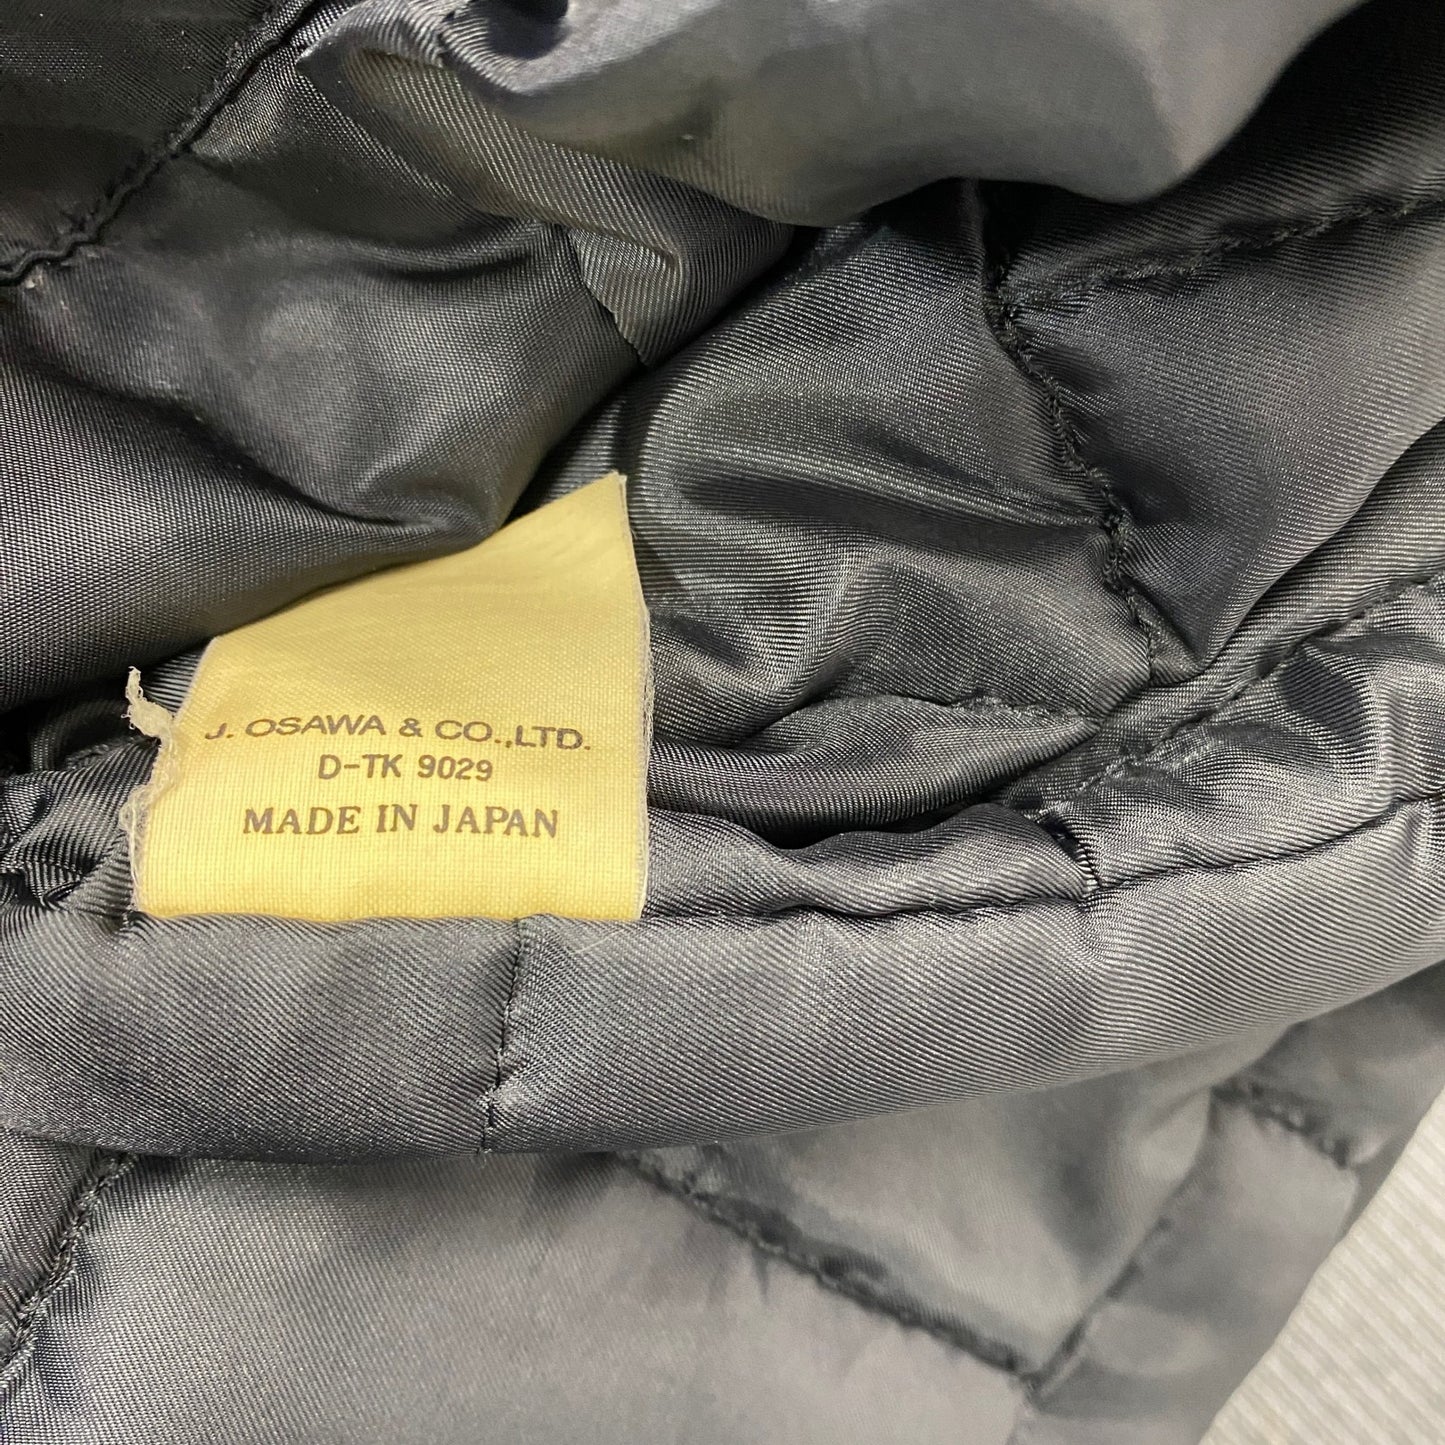 J. OSAWA & CO.,LTD.
D-TK 9029
MADE IN JAPAN